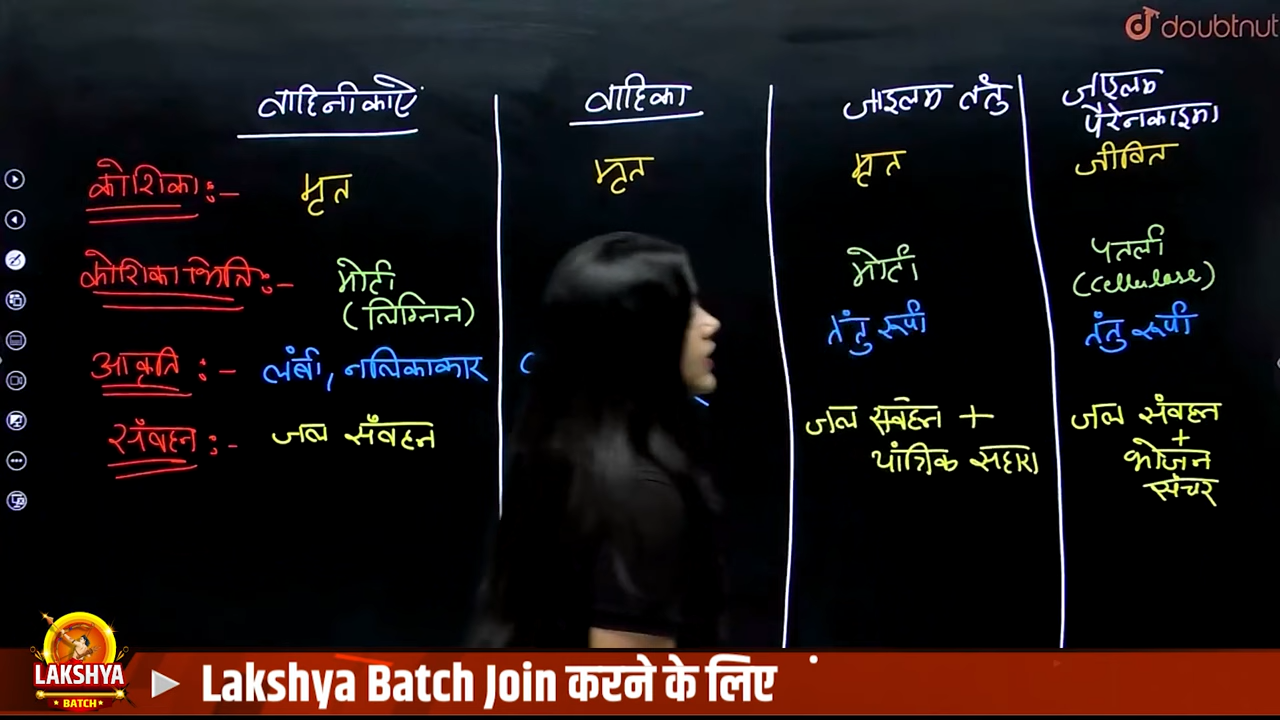 doubtnut
वाहिनीकाऐं वाहिका जाइलम तंतु जाइलम
पैरेनकाइमा
कोशिका :- मृत मृत मृत जीवित
कोशिका भिति :- मोटी मोटी पतली
(लिग्निन) (cellulose)
आकृति :- लंबी, नलिकाकार तंतु रूपी तंतु रूपी
संवहन :- जल संवहन जल संवहन + जल संवहन
यांत्रिक सहारा +
भोजन
संचर
LAKSHYA
BATCH
Lakshya Batch Join करने के लिए